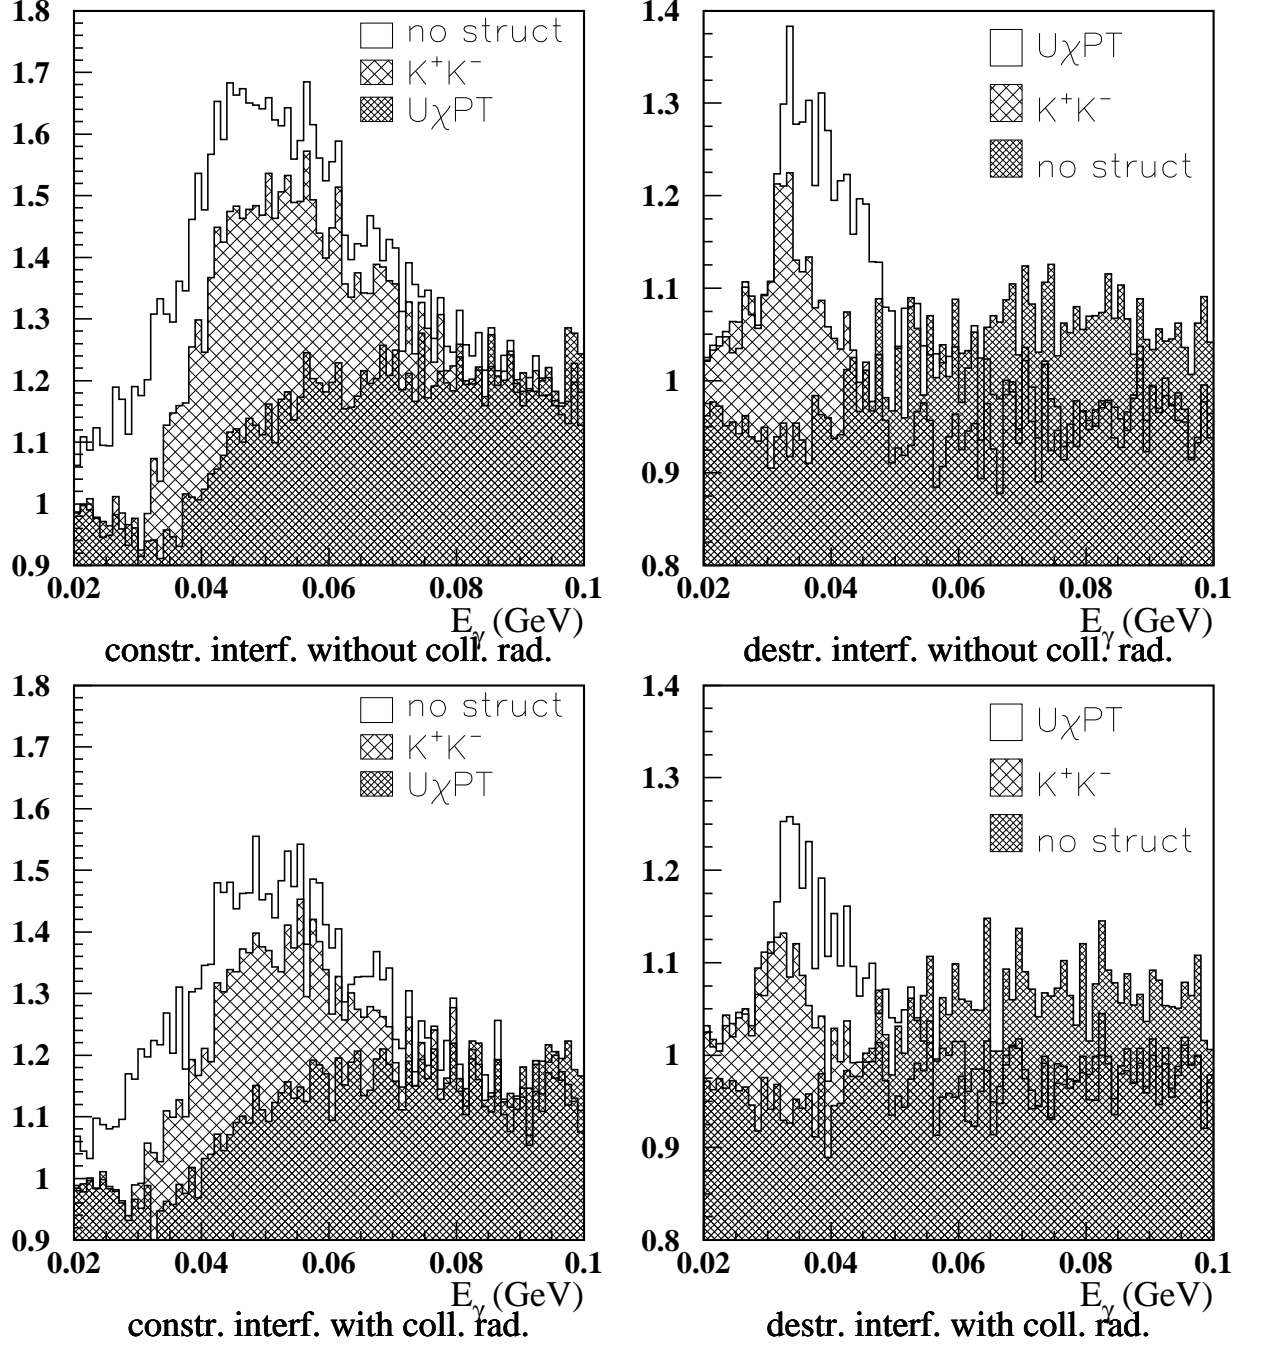 1.8
1.7
1.6
1.5
1.4
1.3
1.2
1.1
1
0.9
no struct
K⁺K⁻
UχPT
0.02 0.04 0.06 0.08 0.1
Eγ (GeV)
constr. interf. without coll. rad.
1.4
1.3
1.2
1.1
1
0.9
0.8
UχPT
K⁺K⁻
no struct
0.02 0.04 0.06 0.08 0.1
Eγ (GeV)
destr. interf. without coll. rad.
1.8
1.7
1.6
1.5
1.4
1.3
1.2
1.1
1
0.9
no struct
K⁺K⁻
UχPT
0.02 0.04 0.06 0.08 0.1
Eγ (GeV)
constr. interf. with coll. rad.
1.4
1.3
1.2
1.1
1
0.9
0.8
UχPT
K⁺K⁻
no struct
0.02 0.04 0.06 0.08 0.1
Eγ (GeV)
destr. interf. with coll. rad.